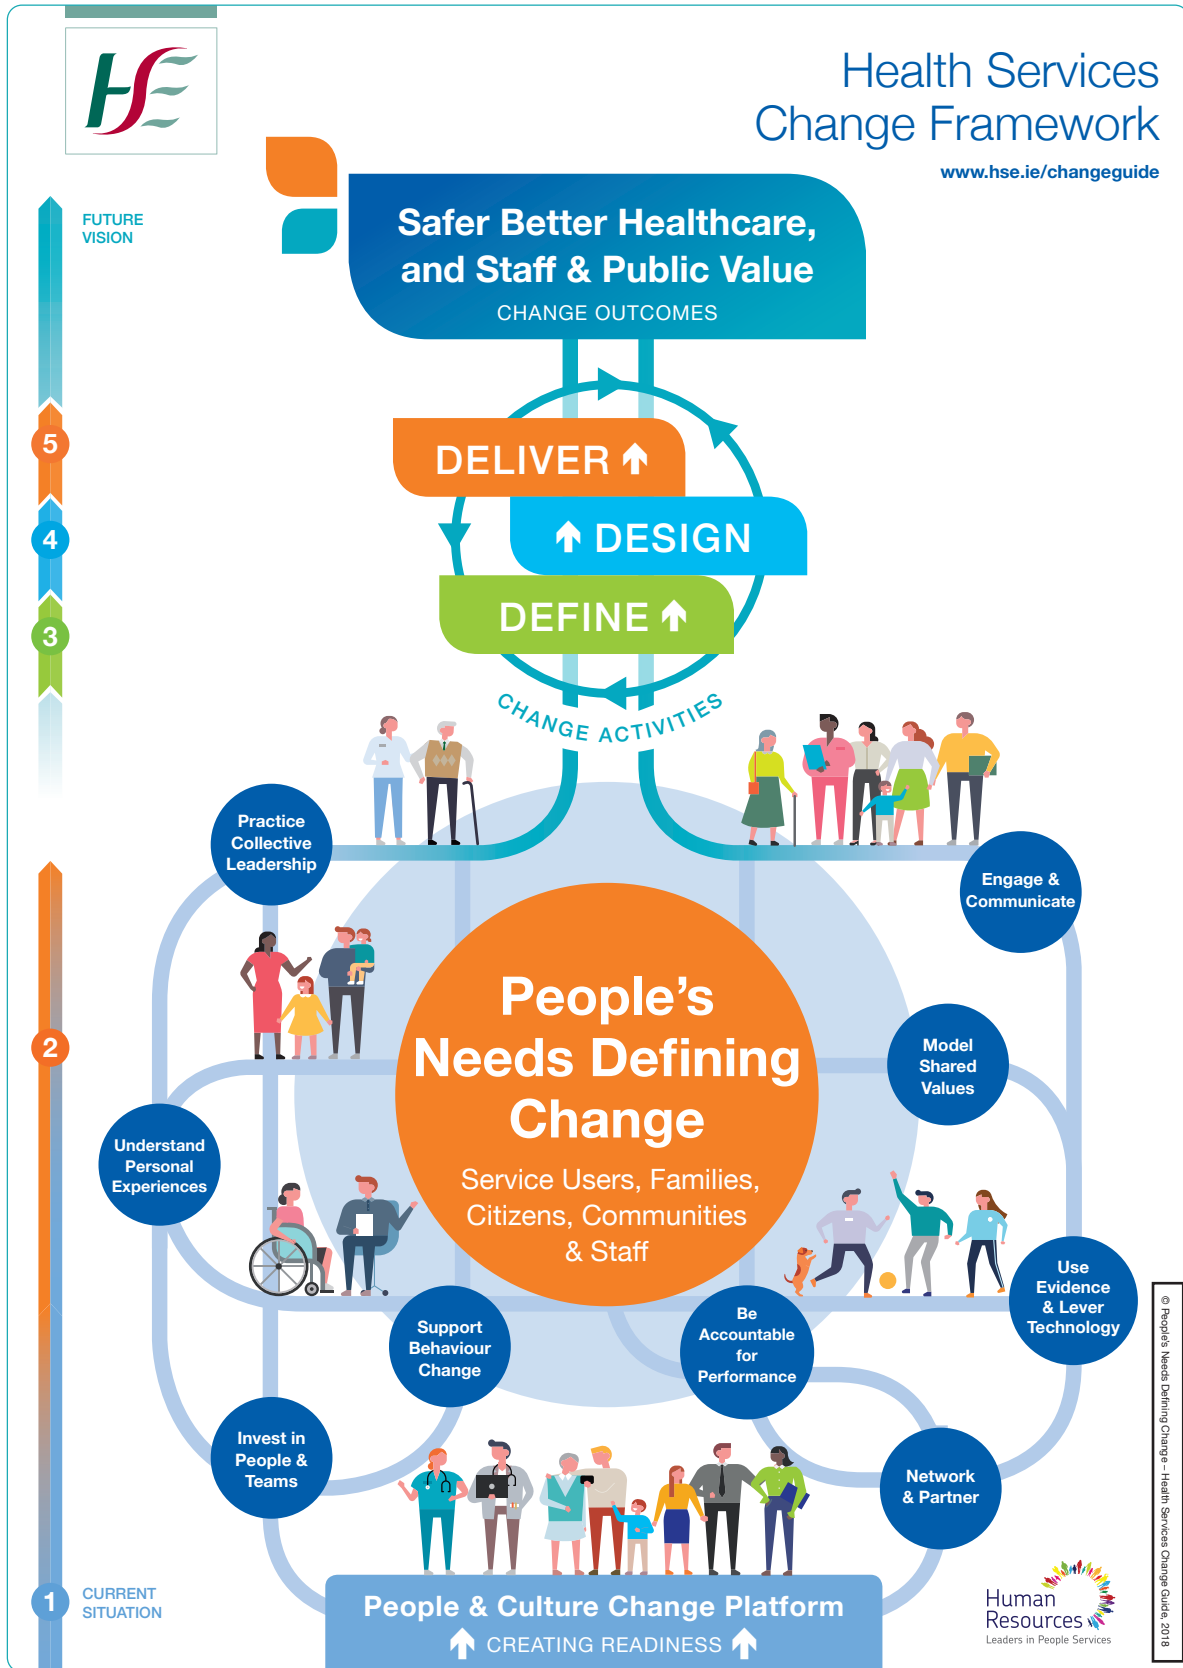 HSE
Health Services
Change Framework
www.hse.ie/changeguide
FUTURE
VISION
Safer Better Healthcare,
and Staff & Public Value
CHANGE OUTCOMES
5
DELIVER
4
DESIGN
3
DEFINE
CHANGE ACTIVITIES
Practice
Collective
Leadership
Engage &
Communicate
2
People's
Needs Defining
Change
Service Users, Families,
Citizens, Communities
& Staff
Model
Shared
Values
Understand
Personal
Experiences
Use
Evidence
& Lever
Technology
Support
Behaviour
Change
Be
Accountable
for
Performance
Invest in
People &
Teams
Network
& Partner
1
CURRENT
SITUATION
People & Culture Change Platform
CREATING READINESS
Human
Resources
Leaders in People Services
© People's Needs Defining Change – Health Services Change Guide, 2018